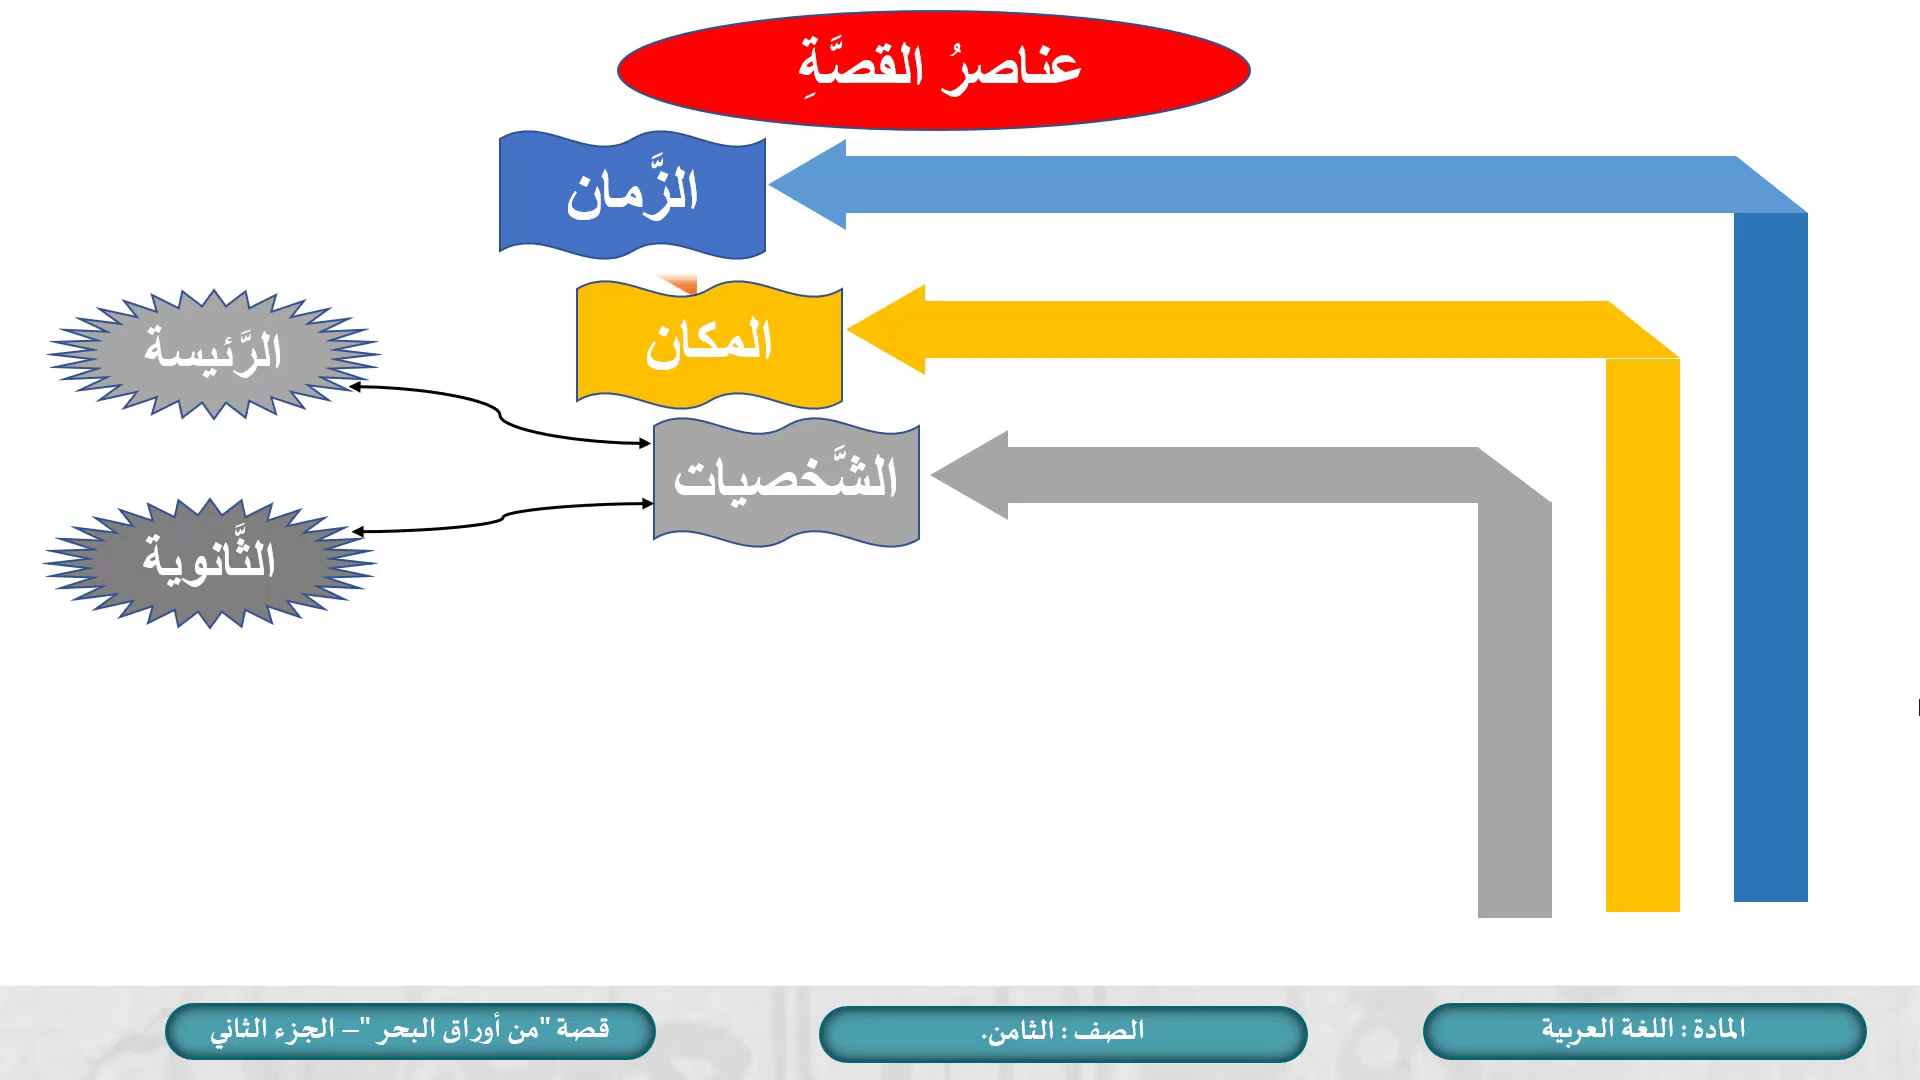 عناصرُ القصَّةِ
الزَّمان
المكان
الشَّخصيات
الرَّئيسة
الثَّانوية
المادة : اللغة العربية
الصف : الثامن.
قصة "من أوراق البحر "– الجزء الثاني